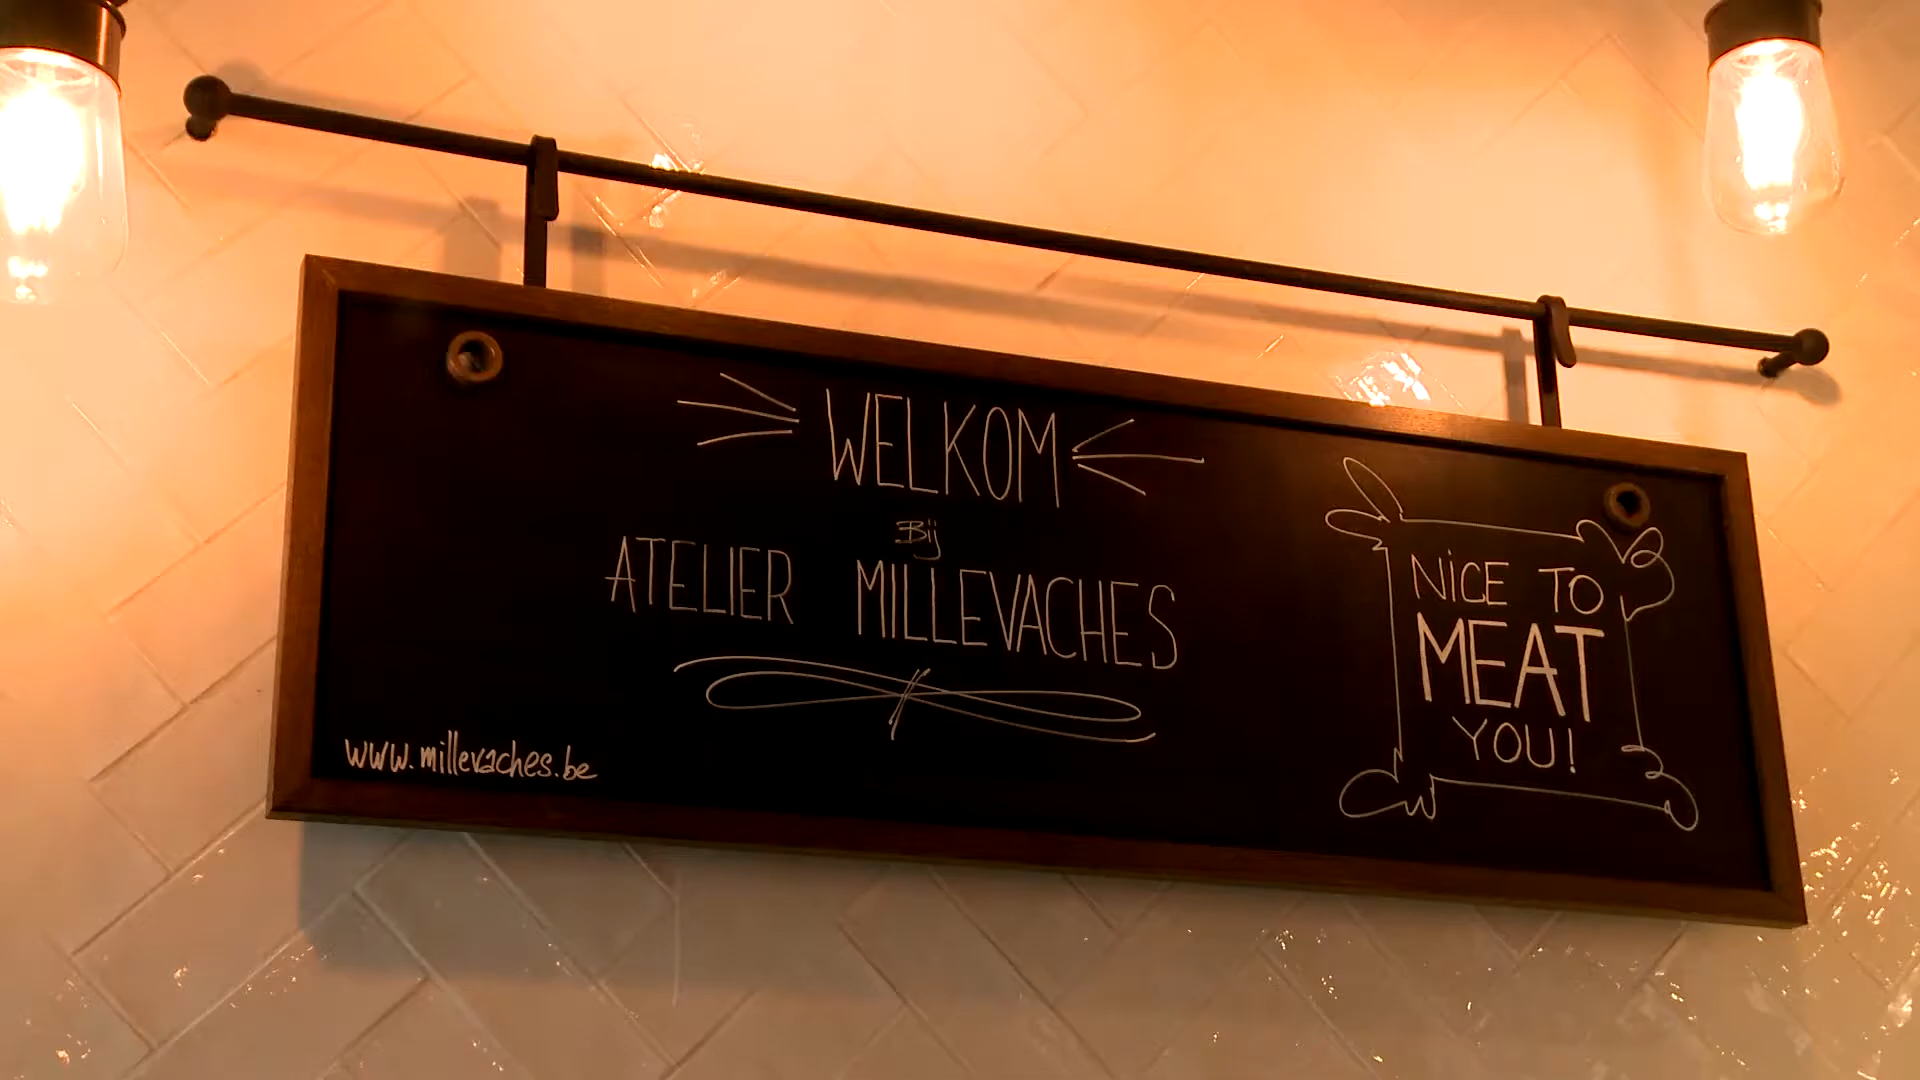 WELKOM
Bij
ATELIER MILLEVACHES
www.millevaches.be
NiCE TO
MEAT
YOU!